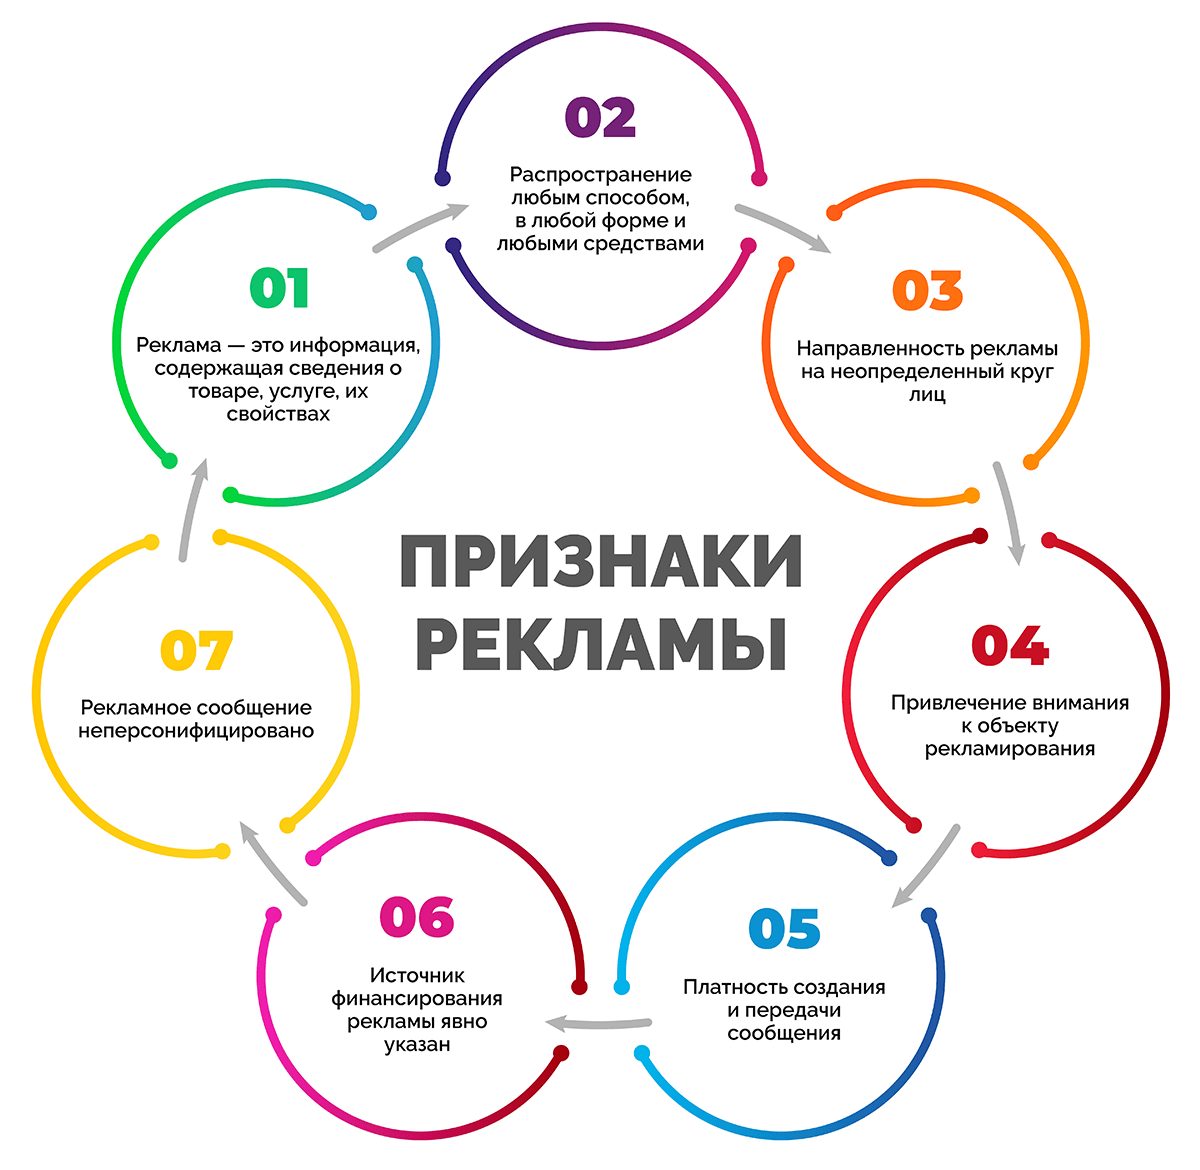 ПРИЗНАКИ
РЕКЛАМЫ
01
Реклама — это информация,
содержащая сведения о
товаре, услуге, их
свойствах
02
Распространение
любым способом,
в любой форме и
любыми средствами
03
Направленность рекламы
на неопределенный круг
лиц
04
Привлечение внимания
к объекту
рекламирования
05
Платность создания
и передачи
сообщения
06
Источник
финансирования
рекламы явно
указан
07
Рекламное сообщение
неперсонифицировано